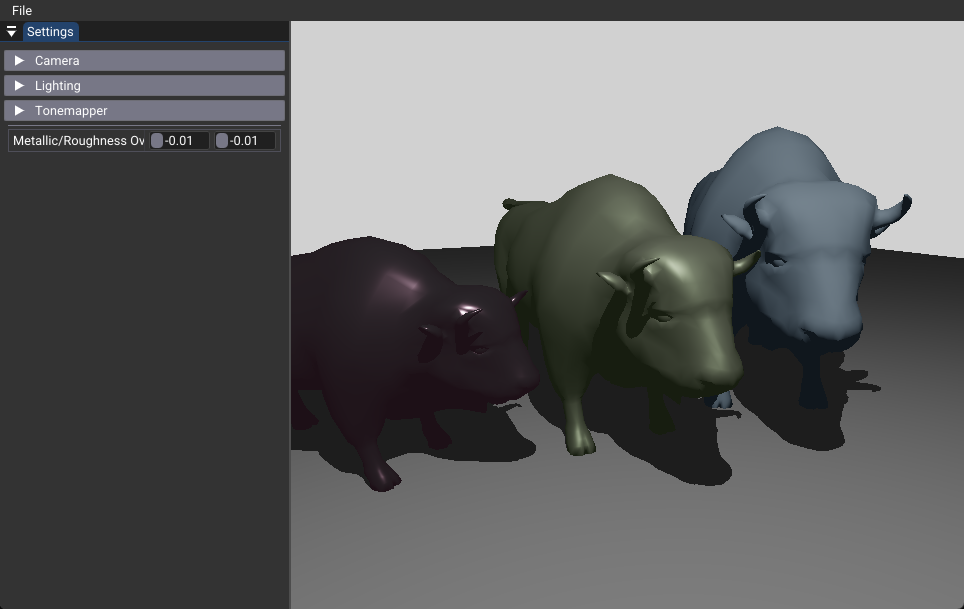 File
Settings
Camera
Lighting
Tonemapper
Metallic/Roughness Ov -0.01 -0.01